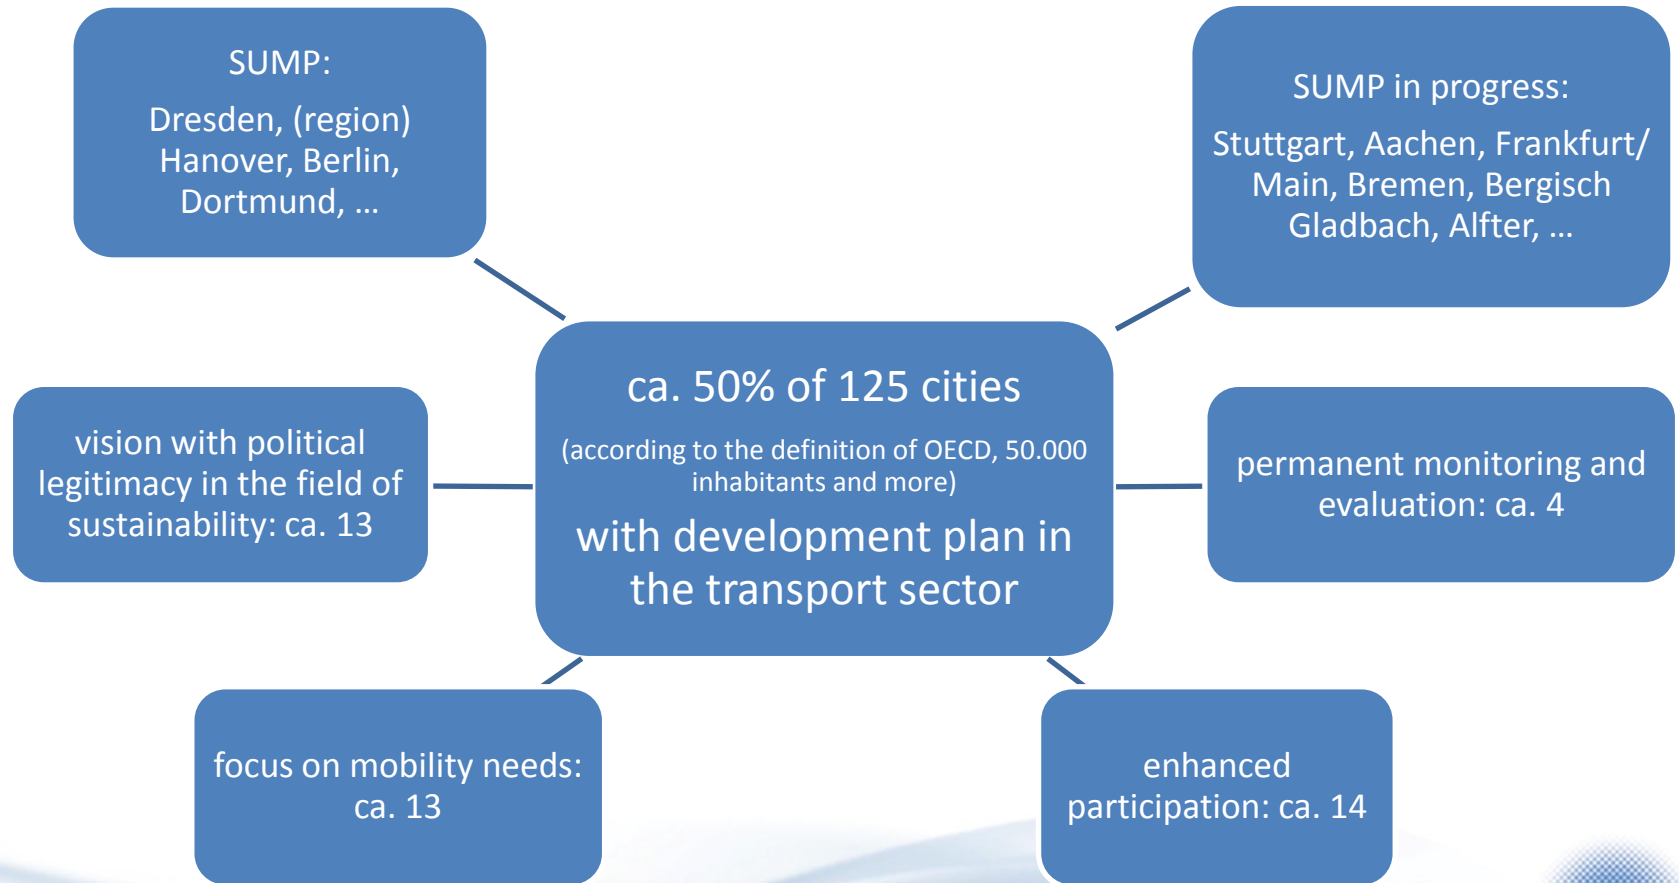 SUMP:
Dresden, (region)
Hanover, Berlin,
Dortmund, ...
SUMP in progress:
Stuttgart, Aachen, Frankfurt/
Main, Bremen, Bergisch
Gladbach, Alfter, ...
ca. 50% of 125 cities
(according to the definition of OECD, 50.000
inhabitants and more)
with development plan in
the transport sector
vision with political
legitimacy in the field of
sustainability: ca. 13
permanent monitoring and
evaluation: ca. 4
focus on mobility needs:
ca. 13
enhanced
participation: ca. 14